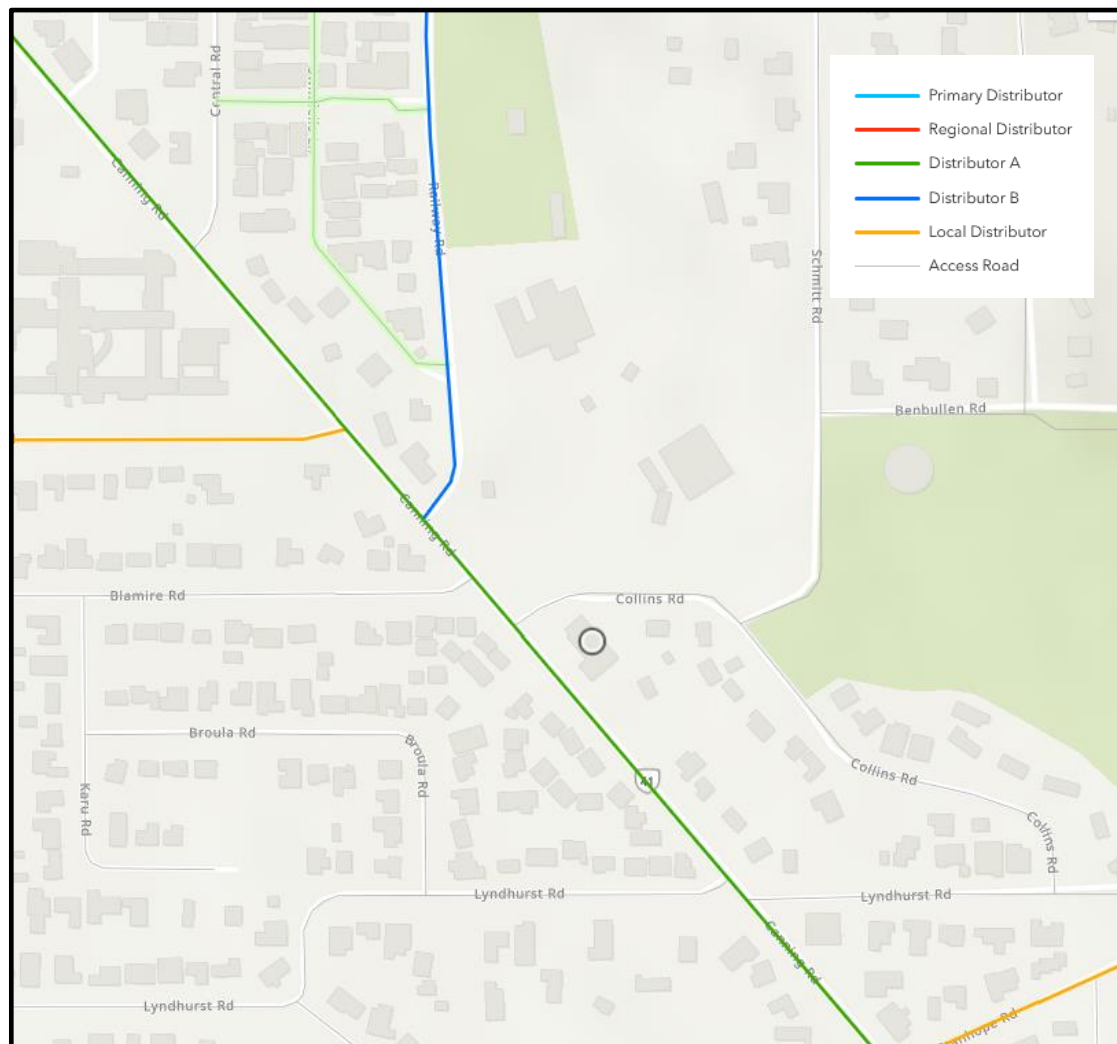 Primary Distributor
Regional Distributor
Distributor A
Distributor B
Local Distributor
Access Road
Central Rd
Canning Rd
Railway Rd
Schmitt Rd
Benbullen Rd
Canning Rd
Blamire Rd
Collins Rd
Broula Rd
Broula Rd
41
Collins Rd
Karu Rd
Collins Rd
Lyndhurst Rd
Lyndhurst Rd
Canning Rd
Lyndhurst Rd